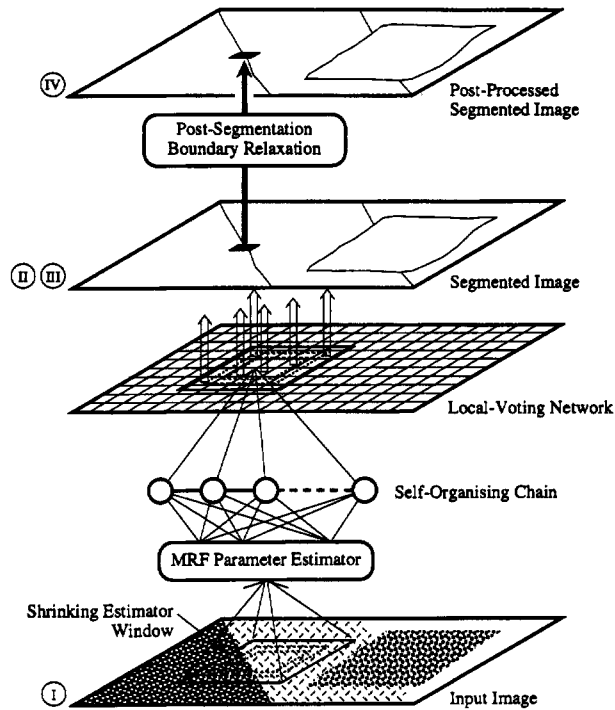 IV
Post-Processed
Segmented Image
Post-Segmentation
Boundary Relaxation
II III
Segmented Image
Local-Voting Network
Self-Organising Chain
MRF Parameter Estimator
Shrinking Estimator
Window
I
Input Image